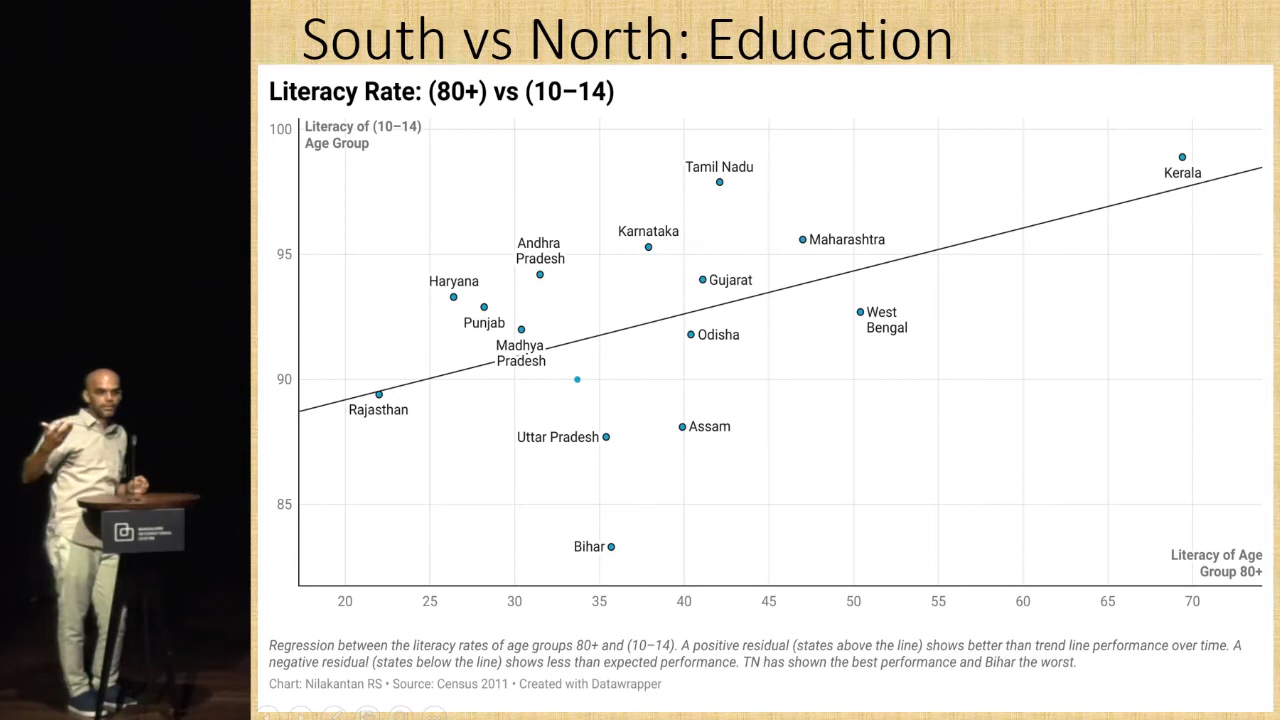 South vs North: Education
Literacy Rate: (80+) vs (10–14)
100
Literacy of (10–14)
Age Group
Tamil Nadu
Kerala
Karnataka
Maharashtra
Andhra
Pradesh
95
Haryana
Gujarat
Punjab
West
Bengal
Odisha
Madhya
Pradesh
90
Rajasthan
Assam
Uttar Pradesh
85
Bihar
Literacy of Age
Group 80+
20 25 30 35 40 45 50 55 60 65 70
Regression between the literacy rates of age groups 80+ and (10–14). A positive residual (states above the line) shows better than trend line performance over time. A
negative residual (states below the line) shows less than expected performance. TN has shown the best performance and Bihar the worst.
Chart: Nilakantan RS • Source: Census 2011 • Created with Datawrapper
BANGALORE
INTERNATIONAL
CENTRE